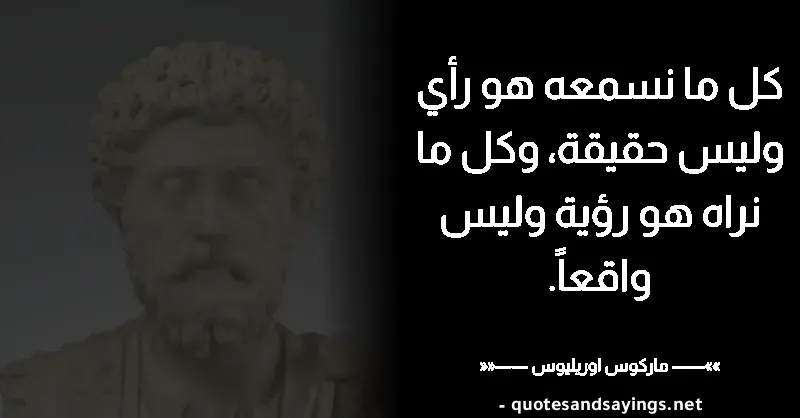 كل ما نسمعه هو رأي
وليس حقيقة، وكل ما
نراه هو رؤية وليس
واقعاً.
»»—— ماركوس اوريليوس ——««
- quotesandsayings.net